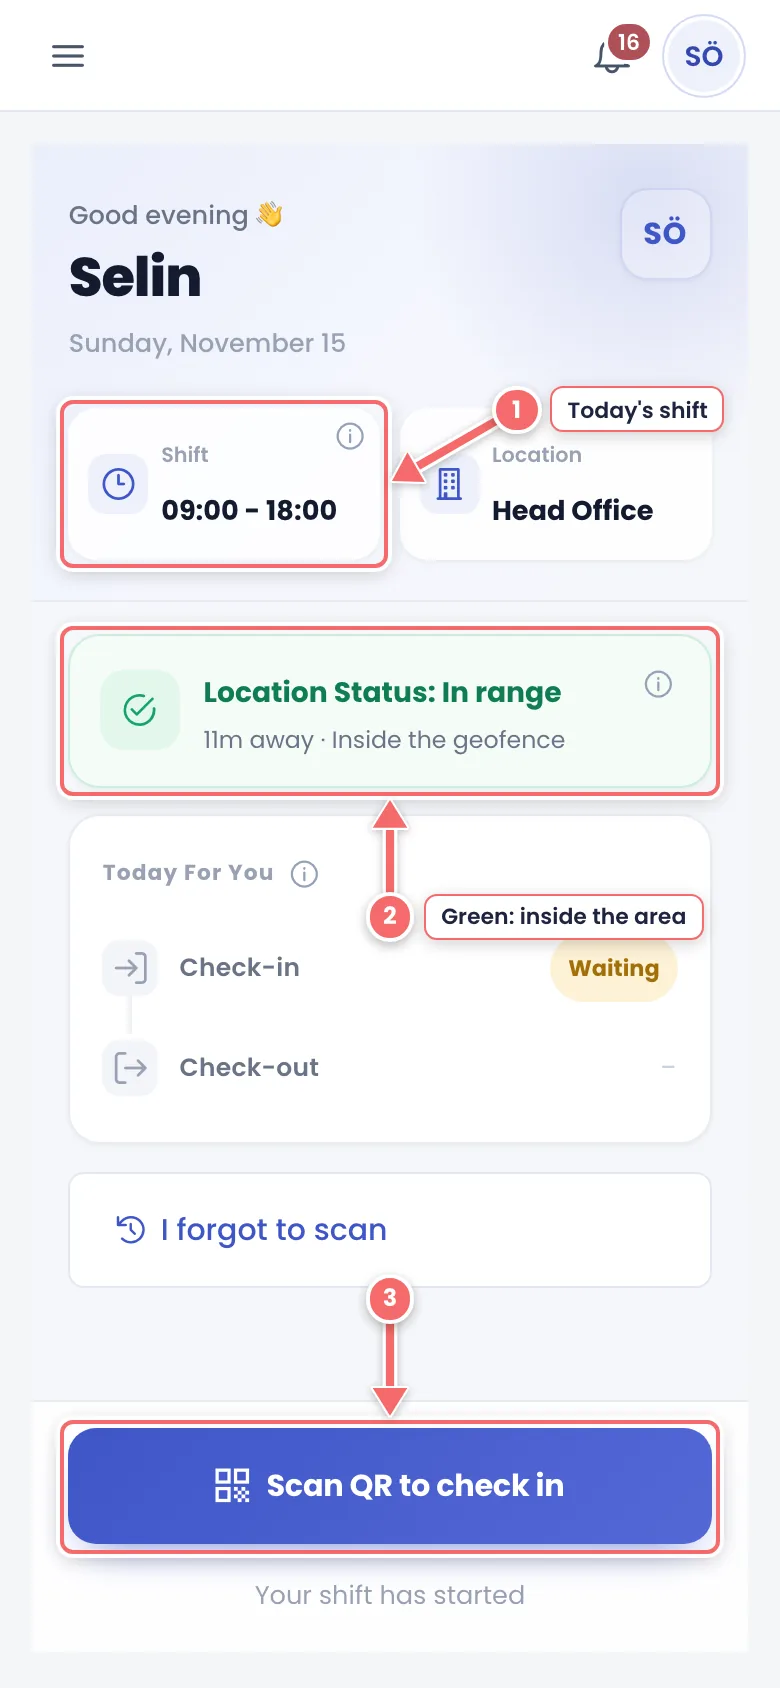 16
SÖ
Good evening 👋
SÖ
Selin
Sunday, November 15
1
Today's shift
Shift
09:00 - 18:00
Location
Head Office
Location Status: In range
11m away · Inside the geofence
Today For You
2
Green: inside the area
Check-in
Waiting
Check-out
–
I forgot to scan
3
Scan QR to check in
Your shift has started